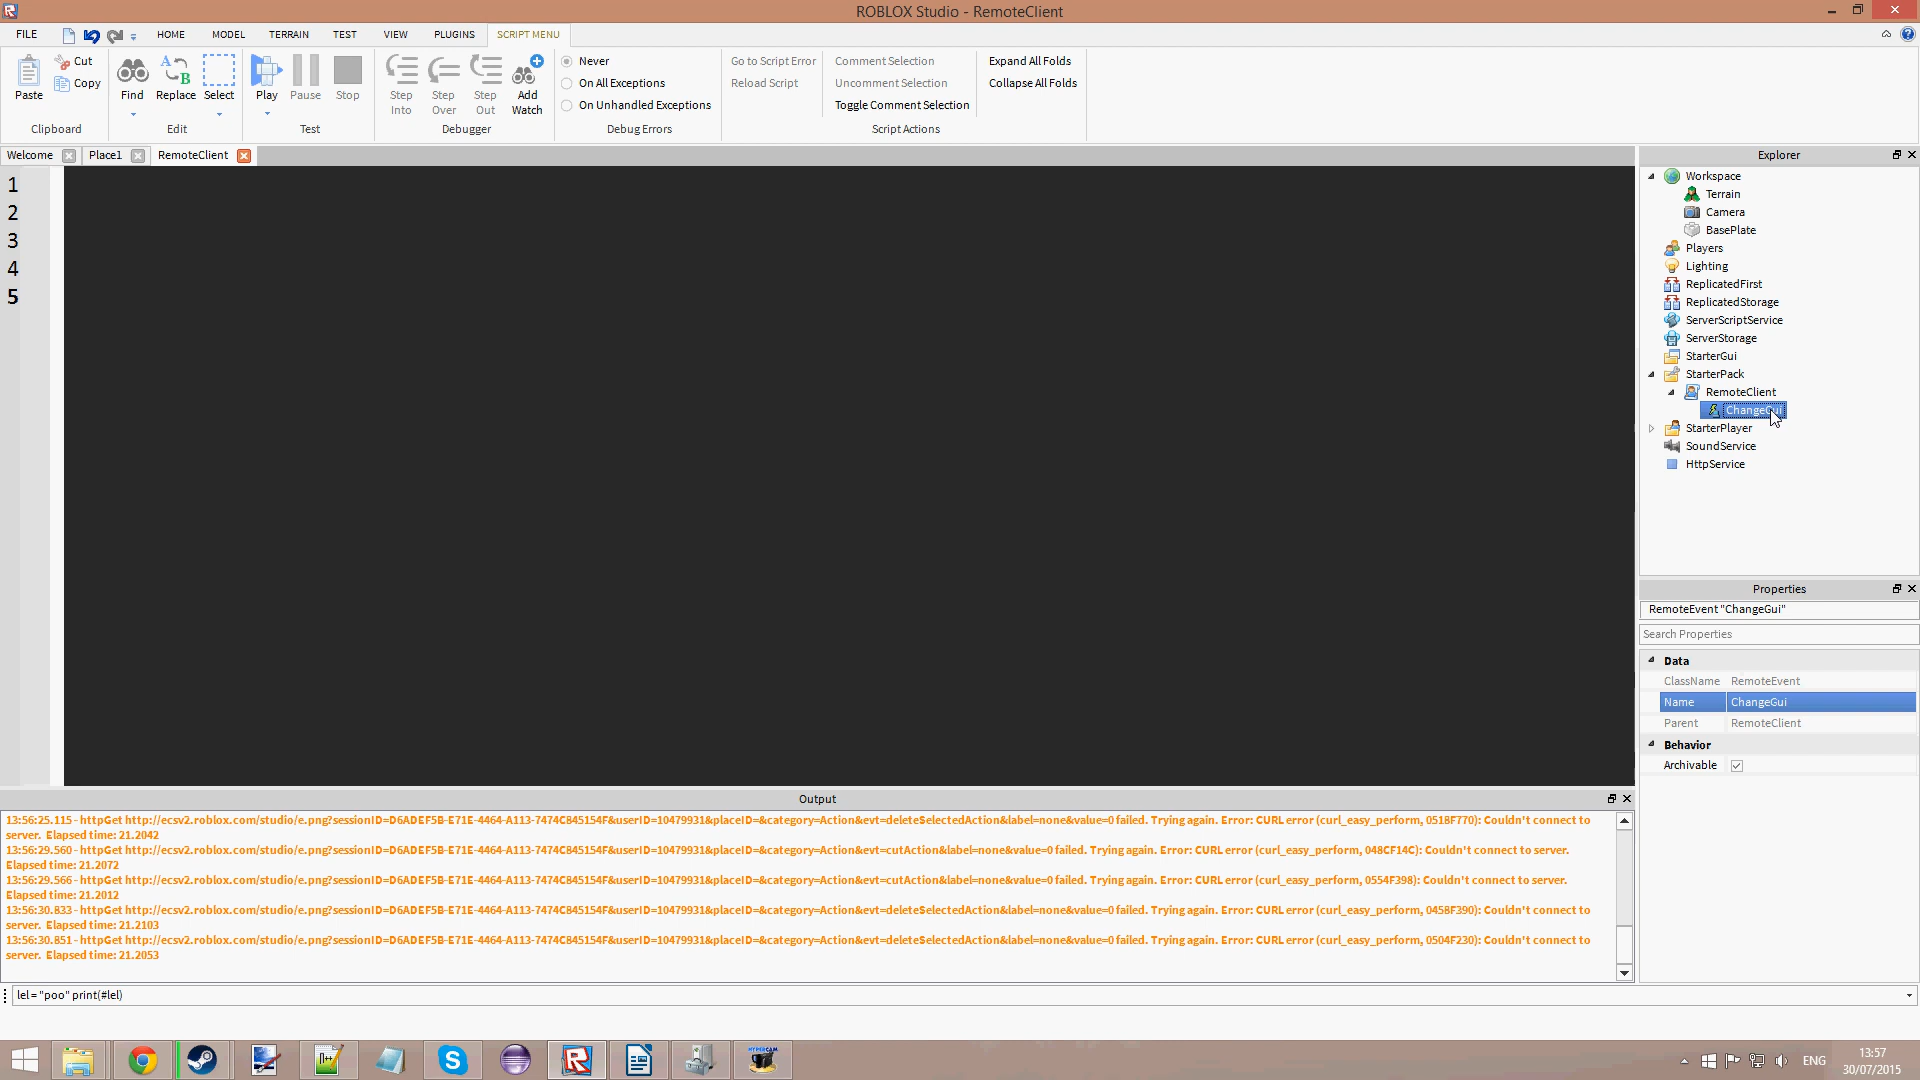 ROBLOX Studio - RemoteClient
FILE HOME MODEL TERRAIN TEST VIEW PLUGINS SCRIPT MENU
Paste Cut Copy Find Replace Select Play Pause Stop Step Into Step Over Step Out Add Watch
Never
On All Exceptions
On Unhandled Exceptions
Go to Script Error
Reload Script
Comment Selection
Uncomment Selection
Toggle Comment Selection
Expand All Folds
Collapse All Folds
Clipboard Edit Test Debugger Debug Errors Script Actions
Welcome Place1 RemoteClient
1
2
3
4
5
Explorer
Workspace
Terrain
Camera
BasePlate
Players
Lighting
ReplicatedFirst
ReplicatedStorage
ServerScriptService
ServerStorage
StarterGui
StarterPack
RemoteClient
ChangeGui
StarterPlayer
SoundService
HttpService
Properties
RemoteEvent "ChangeGui"
Search Properties
Data
ClassName RemoteEvent
Name ChangeGui
Parent RemoteClient
Behavior
Archivable
Output
13:56:25.115 - httpGet http://ecsv2.roblox.com/studio/e.png?sessionID=D6ADEF5B-E71E-4464-A113-7474C845154F&userID=10479931&placeID=&category=Action&evt=deleteSelectedAction&label=none&value=0 failed. Trying again. Error: CURL error (curl_easy_perform, 0518F770): Couldn't connect to
server. Elapsed time: 21.2042
13:56:29.560 - httpGet http://ecsv2.roblox.com/studio/e.png?sessionID=D6ADEF5B-E71E-4464-A113-7474C845154F&userID=10479931&placeID=&category=Action&evt=cutAction&label=none&value=0 failed. Trying again. Error: CURL error (curl_easy_perform, 048CF14C): Couldn't connect to server.
Elapsed time: 21.2072
13:56:29.566 - httpGet http://ecsv2.roblox.com/studio/e.png?sessionID=D6ADEF5B-E71E-4464-A113-7474C845154F&userID=10479931&placeID=&category=Action&evt=cutAction&label=none&value=0 failed. Trying again. Error: CURL error (curl_easy_perform, 0554F398): Couldn't connect to server.
Elapsed time: 21.2012
13:56:30.833 - httpGet http://ecsv2.roblox.com/studio/e.png?sessionID=D6ADEF5B-E71E-4464-A113-7474C845154F&userID=10479931&placeID=&category=Action&evt=deleteSelectedAction&label=none&value=0 failed. Trying again. Error: CURL error (curl_easy_perform, 0458F390): Couldn't connect to
server. Elapsed time: 21.2103
13:56:30.851 - httpGet http://ecsv2.roblox.com/studio/e.png?sessionID=D6ADEF5B-E71E-4464-A113-7474C845154F&userID=10479931&placeID=&category=Action&evt=deleteSelectedAction&label=none&value=0 failed. Trying again. Error: CURL error (curl_easy_perform, 0504F230): Couldn't connect to
server. Elapsed time: 21.2053
lel = "poo" print(#lel)
HYPERCAM
ENG
13:57
30/07/2015